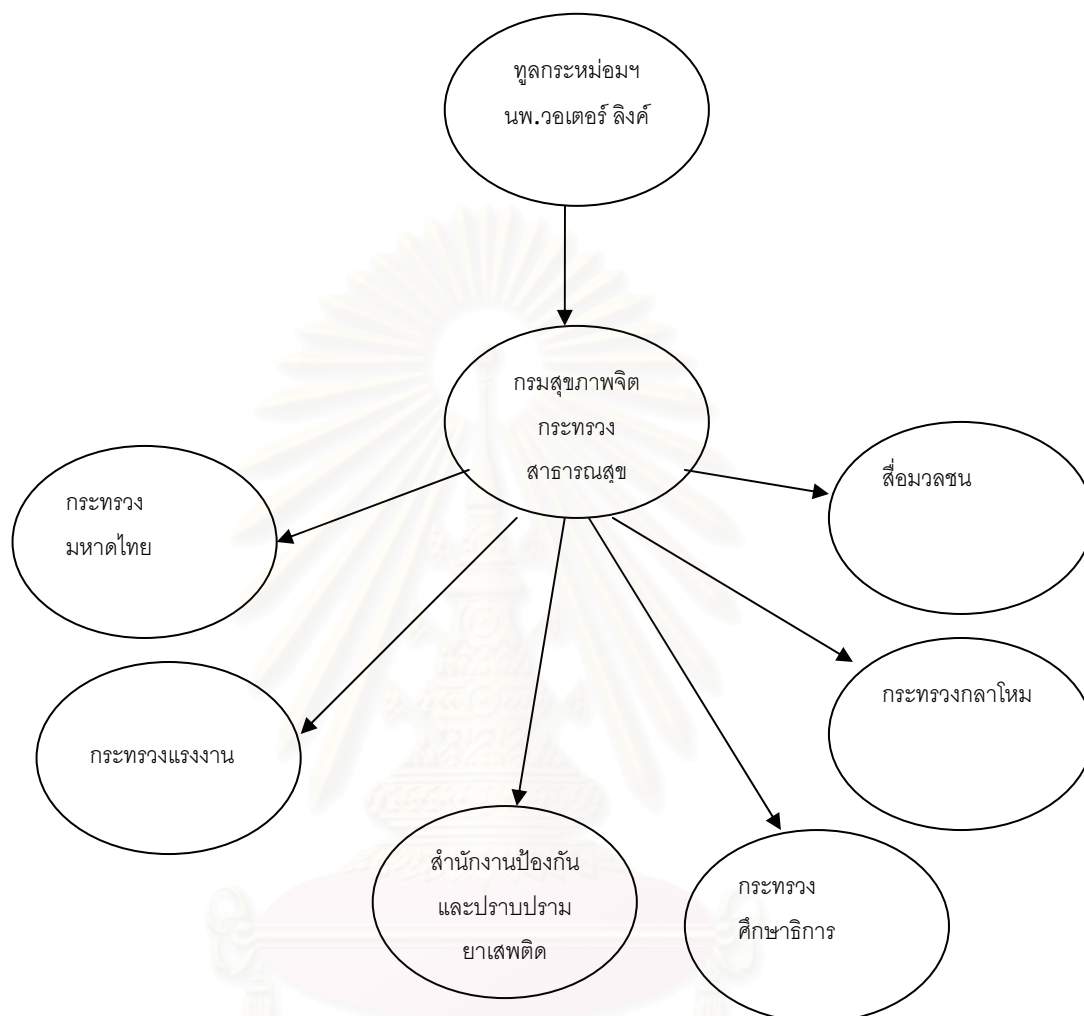 ทูลกระหม่อมฯ
นพ.วอเตอร์ ลิงค์
กรมสุขภาพจิต
กระทรวง
สาธารณสุข
สื่อมวลชน
กระทรวง
มหาดไทย
กระทรวงกลาโหม
กระทรวงแรงงาน
สำนักงานป้องกัน
และปราบปราม
ยาเสพติด
กระทรวง
ศึกษาธิการ